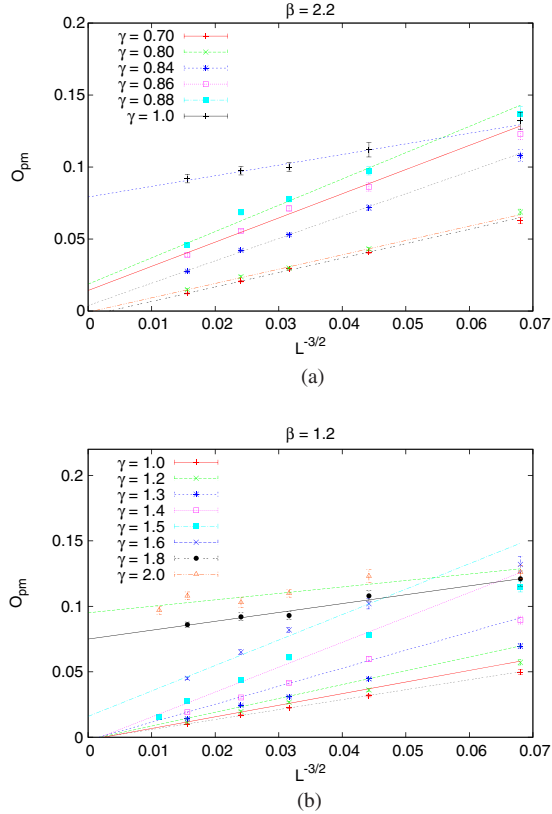 β = 2.2
0.2
0.15
0.1
0.05
0
O_pm
γ = 0.70
γ = 0.80
γ = 0.84
γ = 0.86
γ = 0.88
γ = 1.0
0 0.01 0.02 0.03 0.04 0.05 0.06 0.07
L^{-3/2}
(a)
β = 1.2
0.2
0.15
0.1
0.05
0
O_pm
γ = 1.0
γ = 1.2
γ = 1.3
γ = 1.4
γ = 1.5
γ = 1.6
γ = 1.8
γ = 2.0
0 0.01 0.02 0.03 0.04 0.05 0.06 0.07
L^{-3/2}
(b)